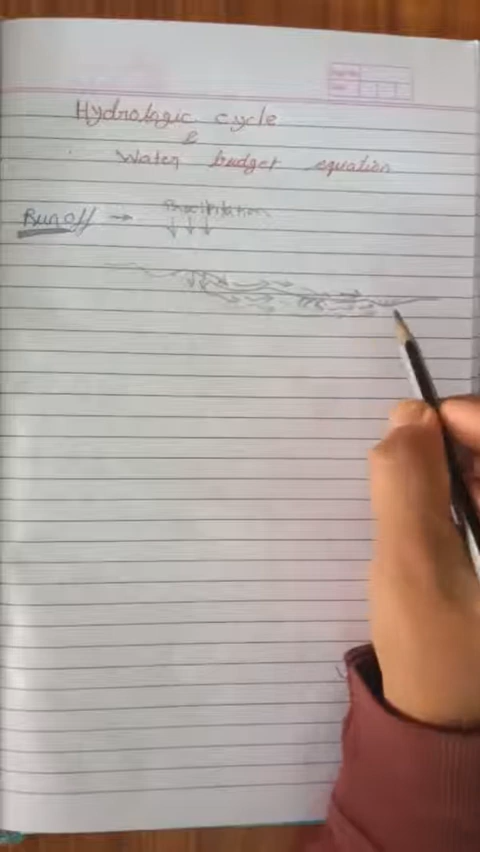 Hydrologic cycle
&
Water budget equation
Precipitation
Runoff →